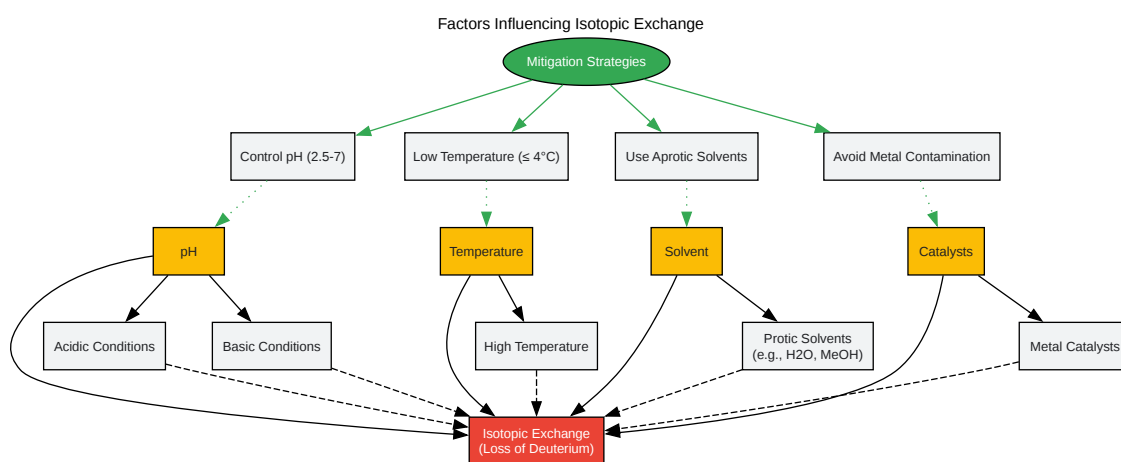 Factors Influencing Isotopic Exchange
Mitigation Strategies
Control pH (2.5-7)
Low Temperature (≤ 4°C)
Use Aprotic Solvents
Avoid Metal Contamination
pH
Temperature
Solvent
Catalysts
Acidic Conditions
Basic Conditions
High Temperature
Protic Solvents
(e.g., H2O, MeOH)
Metal Catalysts
Isotopic Exchange
(Loss of Deuterium)